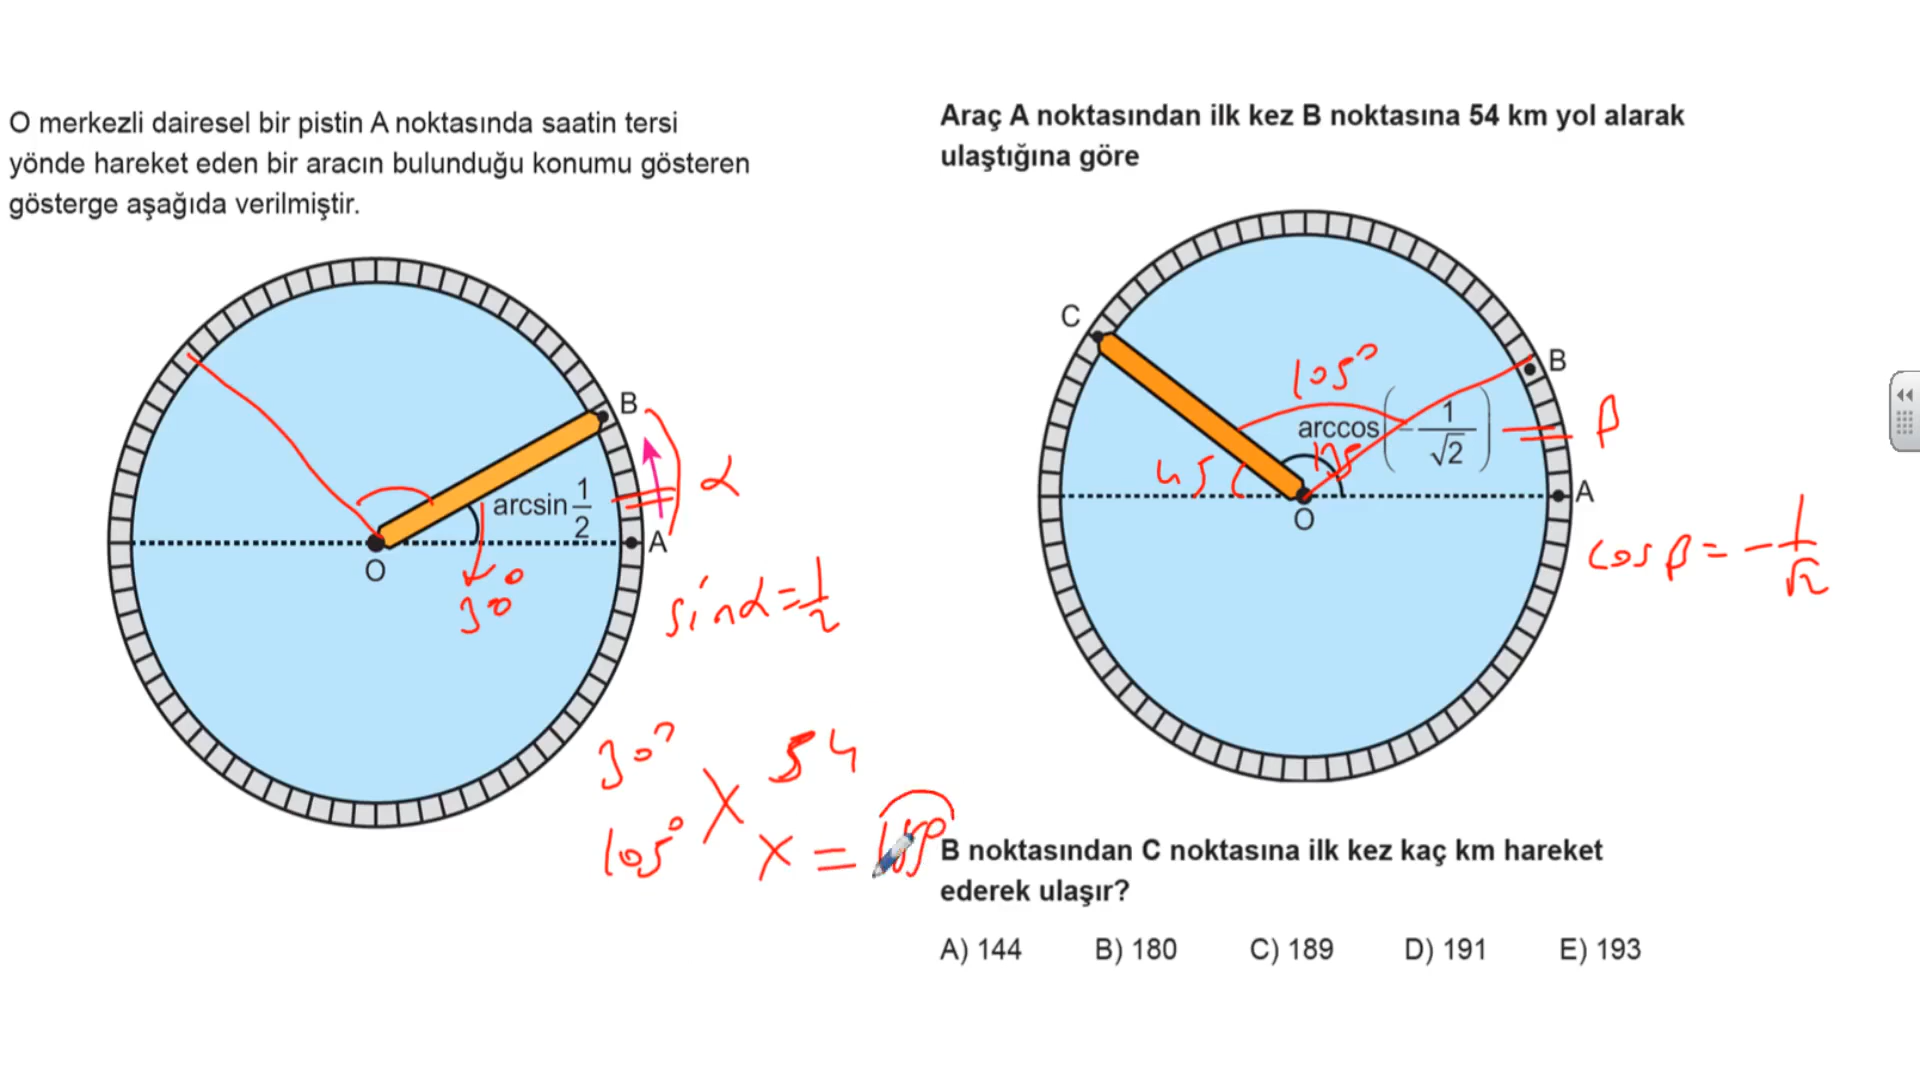 O merkezli dairesel bir pistin A noktasında saatin tersi
yönde hareket eden bir aracın bulunduğu konumu gösteren
gösterge aşağıda verilmiştir.
B
arcsin 1/2
α
A
O
30°
sinα = 1/2
30° 54
105° x =
Araç A noktasından ilk kez B noktasına 54 km yol alarak
ulaştığına göre
C
B
105°
arccos(-1/√2)
β
45
135
A
O
cosβ = -1/√2
B noktasından C noktasına ilk kez kaç km hareket
ederek ulaşır?
A) 144 B) 180 C) 189 D) 191 E) 193